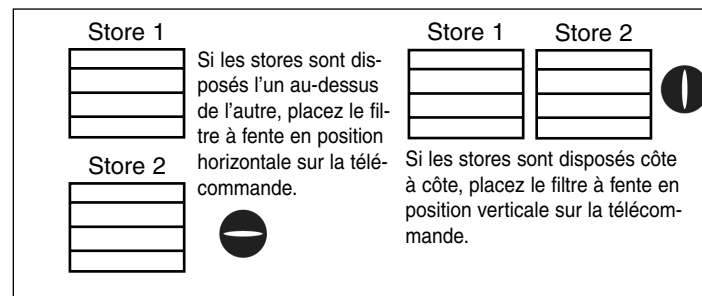 Store 1
Si les stores sont dis-
posés l’un au-dessus
de l’autre, placez le fil-
tre à fente en position
horizontale sur la télé-
commande.
Store 2
Store 1
Store 2
Si les stores sont disposés côte
à côte, placez le filtre à fente en
position verticale sur la télécom-
mande.